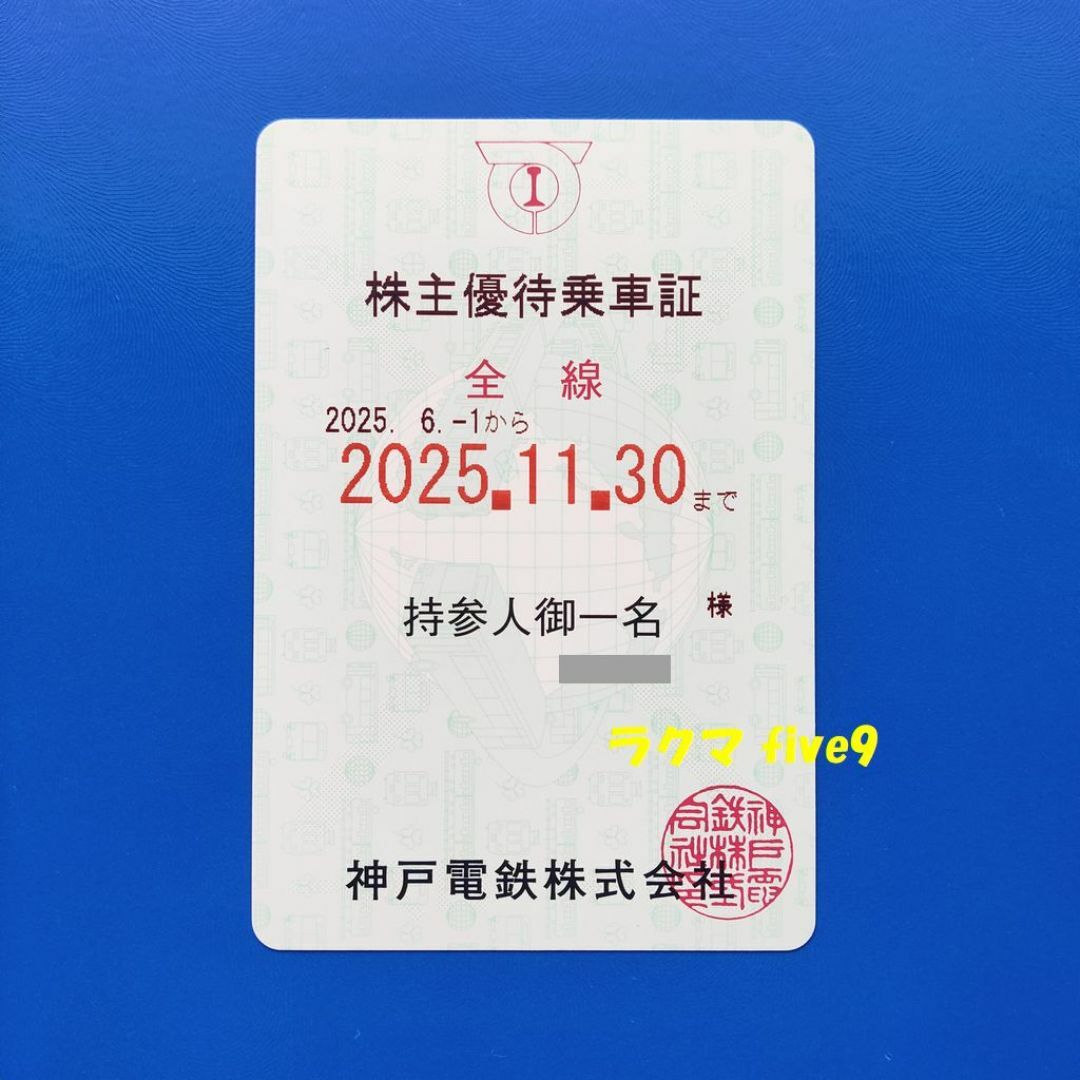 株主優待乗車証
全 線
2025. 6.-1から
2025.11.30まで
持参人御一名 様
ラクマ five9
神戸電鉄株式会社